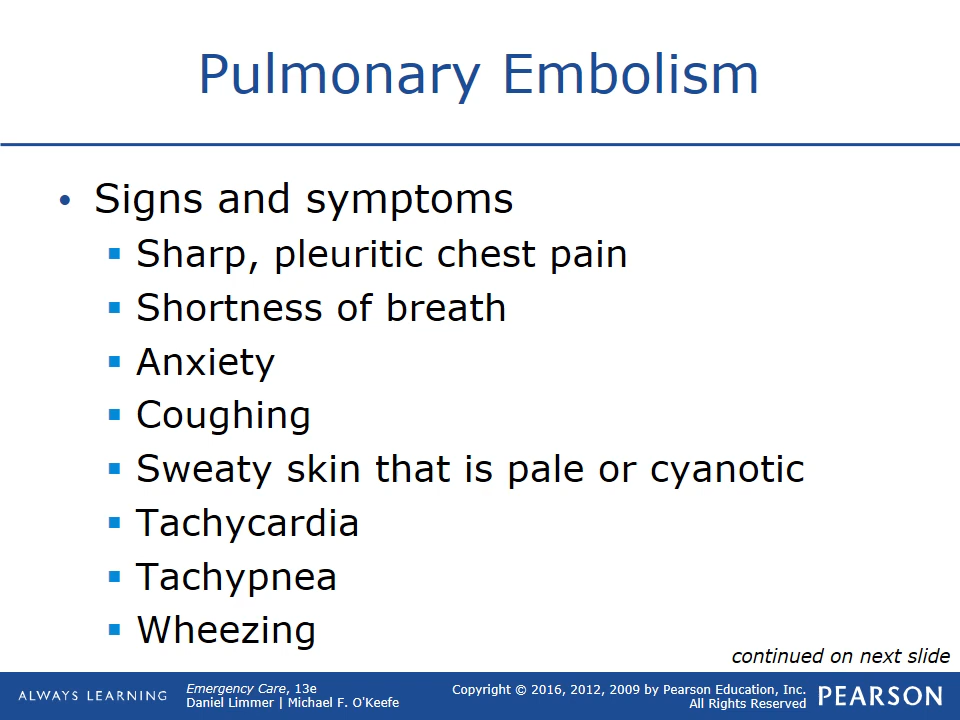 Pulmonary Embolism
• Signs and symptoms
▪ Sharp, pleuritic chest pain
▪ Shortness of breath
▪ Anxiety
▪ Coughing
▪ Sweaty skin that is pale or cyanotic
▪ Tachycardia
▪ Tachypnea
▪ Wheezing
continued on next slide
ALWAYS LEARNING
Emergency Care, 13e
Daniel Limmer | Michael F. O'Keefe
Copyright © 2016, 2012, 2009 by Pearson Education, Inc.
All Rights Reserved
PEARSON